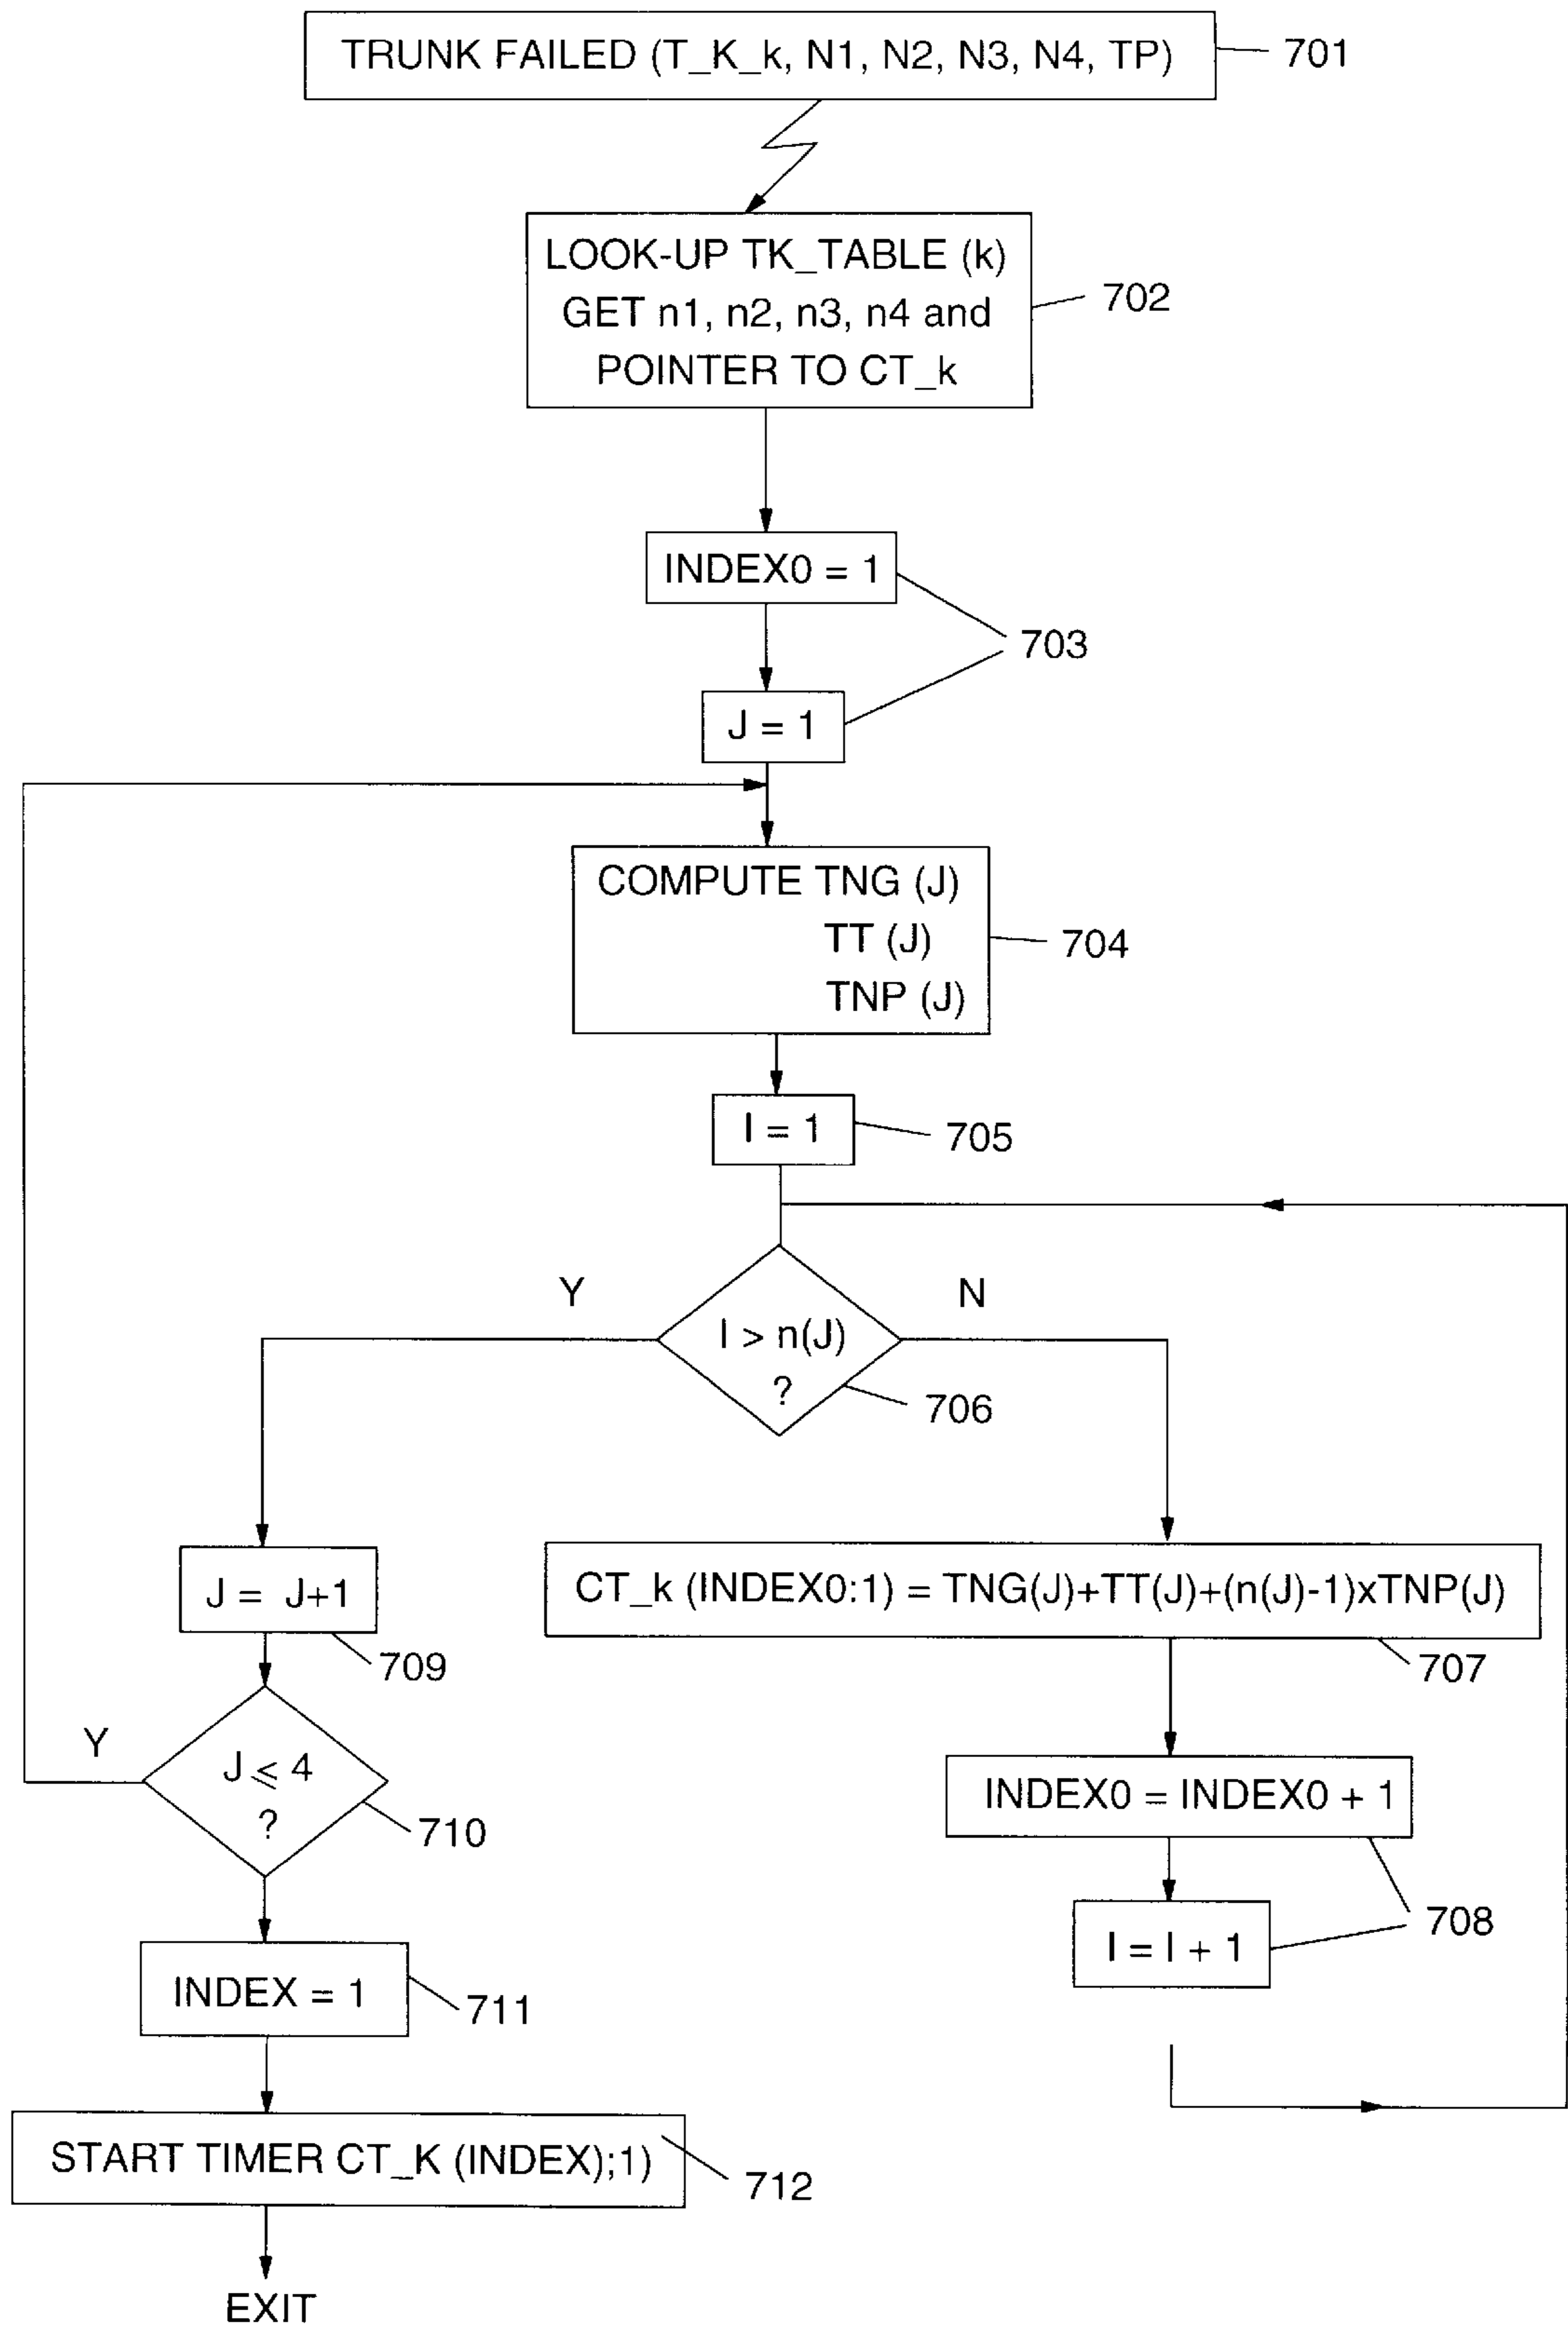 TRUNK FAILED (T_K_k, N1, N2, N3, N4, TP)
701
LOOK-UP TK_TABLE (k)
GET n1, n2, n3, n4 and
POINTER TO CT_k
702
INDEX0 = 1
703
J = 1
COMPUTE TNG (J)
TT (J)
TNP (J)
704
I = 1
705
Y
N
I > n(J)
?
706
J = J+1
709
CT_k (INDEX0:1) = TNG(J)+TT(J)+(n(J)-1)xTNP(J)
707
Y
J ≤ 4
?
710
INDEX0 = INDEX0 + 1
708
I = I + 1
INDEX = 1
711
START TIMER CT_K (INDEX);1)
712
EXIT